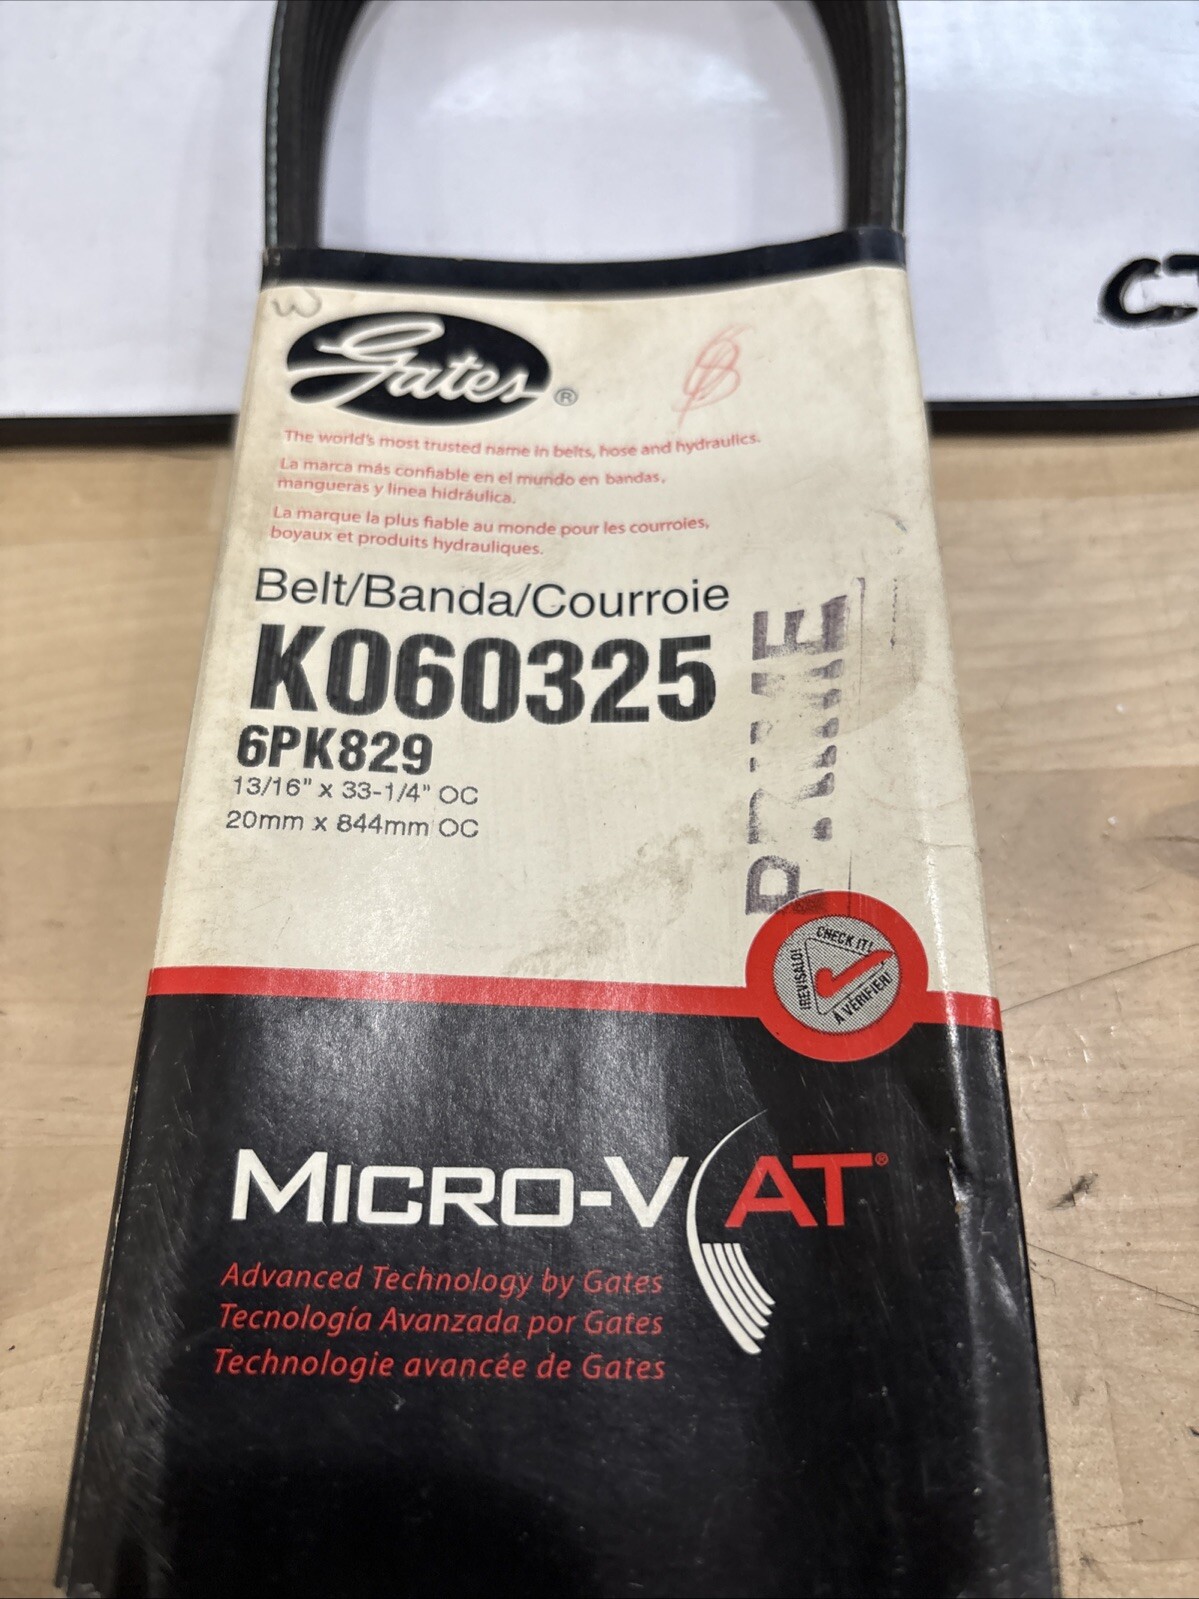 W
Gates®
The world's most trusted name in belts, hose and hydraulics.
La marca más confiable en el mundo en bandas,
mangueras y linea hidráulica.
La marque la plus fiable au monde pour les courroies,
boyaux et produits hydrauliques.
Belt/Banda/Courroie
K060325
6PK829
13/16" x 33-1/4" OC
20mm x 844mm OC
PRIME
CHECK IT!
¡REVISALO!
À VÉRIFIER!
MICRO-V AT®
Advanced Technology by Gates
Tecnología Avanzada por Gates
Technologie avancée de Gates